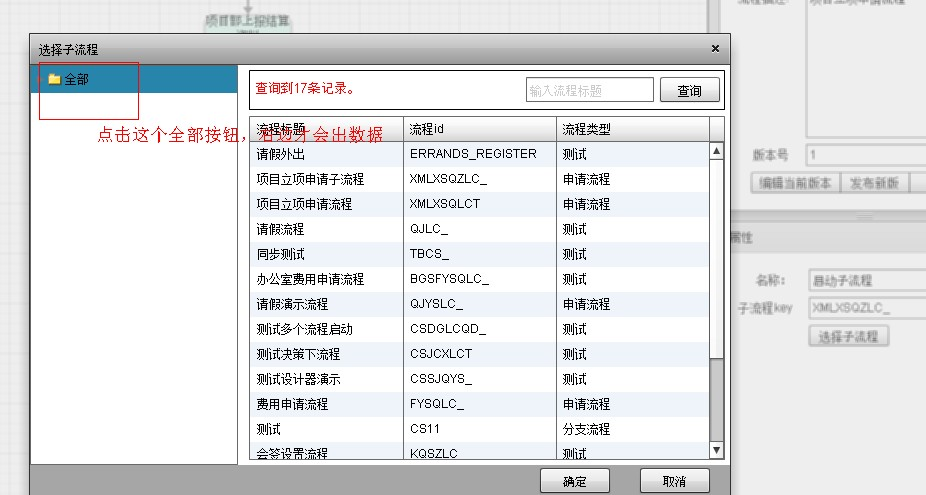 项目部上报结算
选择子流程
全部
查询到17条记录。
输入流程标题
查询
点击这个全部按钮，右边才会出数据
流程标题 流程id 流程类型
请假外出 ERRANDS_REGISTER 测试
项目立项申请子流程 XMLXSQZLC_ 申请流程
项目立项申请流程 XMLXSQLCT 申请流程
请假流程 QJLC_ 测试
同步测试 TBCS_ 测试
办公室费用申请流程 BGSFYSQLC_ 测试
请假演示流程 QJYSLC_ 申请流程
测试多个流程启动 CSDGLCQD_ 测试
测试决策下流程 CSJCXLCT 测试
测试设计器演示 CSSJQYS_ 测试
费用申请流程 FYSQLC_ 申请流程
测试 CS11 分支流程
会签设置流程 KQSZLC 测试
确定
取消
版本号 1
编辑当前版本 发布新版
属性
名称: 启动子流程
子流程key XMLXSQZLC_
选择子流程